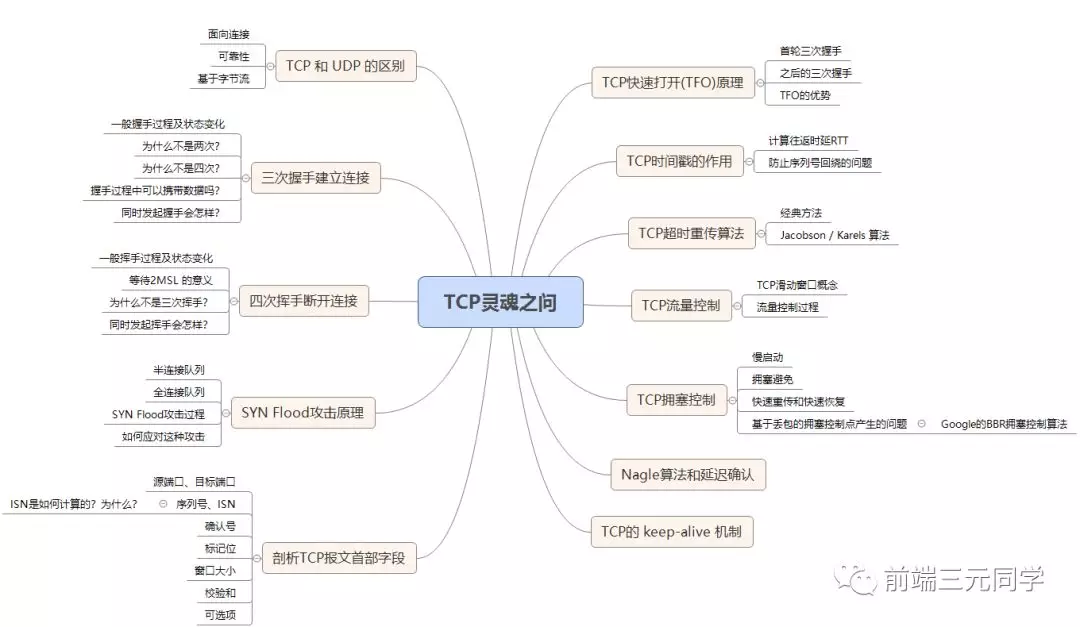 TCP灵魂之问
TCP 和 UDP 的区别
面向连接
可靠性
基于字节流
三次握手建立连接
一般握手过程及状态变化
为什么不是两次?
为什么不是四次?
握手过程中可以携带数据吗?
同时发起握手会怎样?
四次挥手断开连接
一般挥手过程及状态变化
等待2MSL 的意义
为什么不是三次挥手?
同时发起挥手会怎样?
SYN Flood攻击原理
半连接队列
全连接队列
SYN Flood攻击过程
如何应对这种攻击
剖析TCP报文首部字段
源端口、目标端口
序列号、ISN
ISN是如何计算的? 为什么?
确认号
标记位
窗口大小
校验和
可选项
TCP快速打开(TFO)原理
首轮三次握手
之后的三次握手
TFO的优势
TCP时间戳的作用
计算往返时延RTT
防止序列号回绕的问题
TCP超时重传算法
经典方法
Jacobson / Karels 算法
TCP流量控制
TCP滑动窗口概念
流量控制过程
TCP拥塞控制
慢启动
拥塞避免
快速重传和快速恢复
基于丢包的拥塞控制点产生的问题
Google的BBR拥塞控制算法
Nagle算法和延迟确认
TCP的 keep-alive 机制
前端三元同学